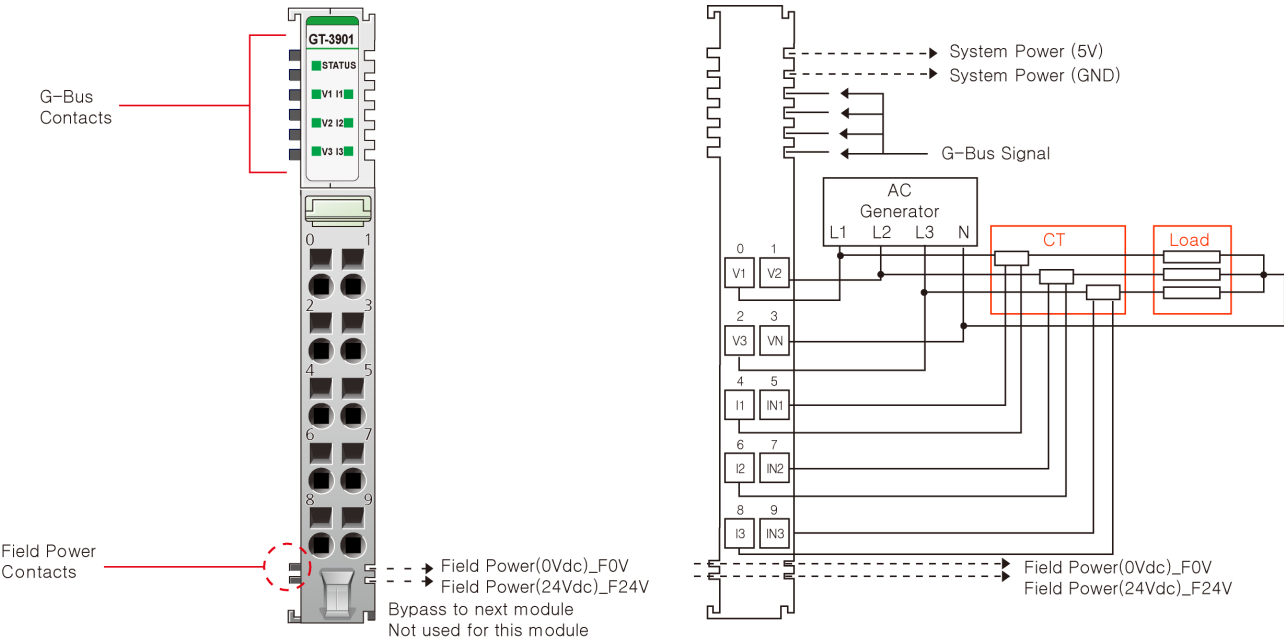 GT-3901
STATUS
V1 I1
V2 I2
V3 I3
G-Bus
Contacts
0 1
2 3
4 5
6 7
8 9
Field Power
Contacts
Field Power(0Vdc)_F0V
Field Power(24Vdc)_F24V
Bypass to next module
Not used for this module
System Power (5V)
System Power (GND)
G-Bus Signal
AC
Generator
L1 L2 L3 N
CT
Load
0 1
V1 V2
2 3
V3 VN
4 5
I1 IN1
6 7
I2 IN2
8 9
I3 IN3
Field Power(0Vdc)_F0V
Field Power(24Vdc)_F24V